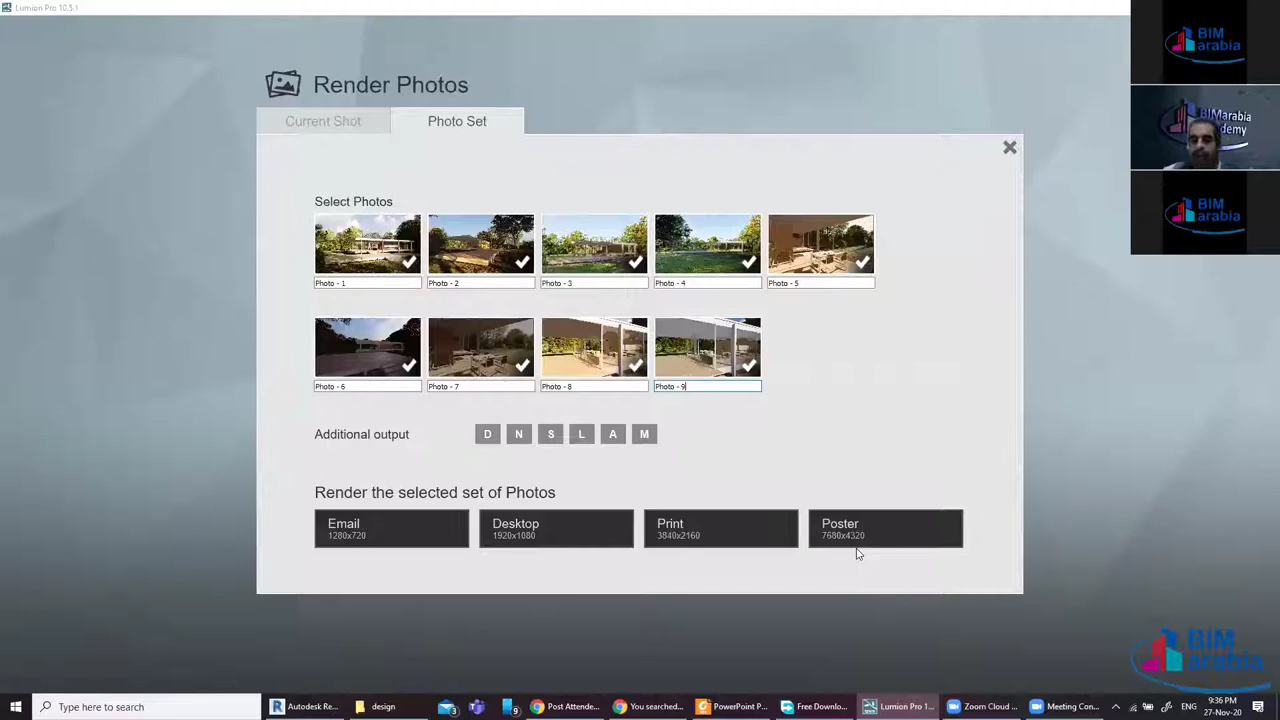 Lumion Pro 10.5.1
BIM
arabia
Render Photos
Current Shot
Photo Set
BIMarabia
Academy
BIM
arabia
Select Photos
Photo - 1
Photo - 2
Photo - 3
Photo - 4
Photo - 5
Photo - 6
Photo - 7
Photo - 8
Photo - 9
Additional output
D N S L A M
Render the selected set of Photos
Email
1280x720
Desktop
1920x1080
Print
3840x2160
Poster
7680x4320
BIM
arabia
Type here to search
Autodesk Re...
design
3
9
Post Attende...
You searched...
PowerPoint P...
Free Downlo...
Lumion Pro 1...
Zoom Cloud ...
Meeting Con...
9:36 PM
27-Nov-20